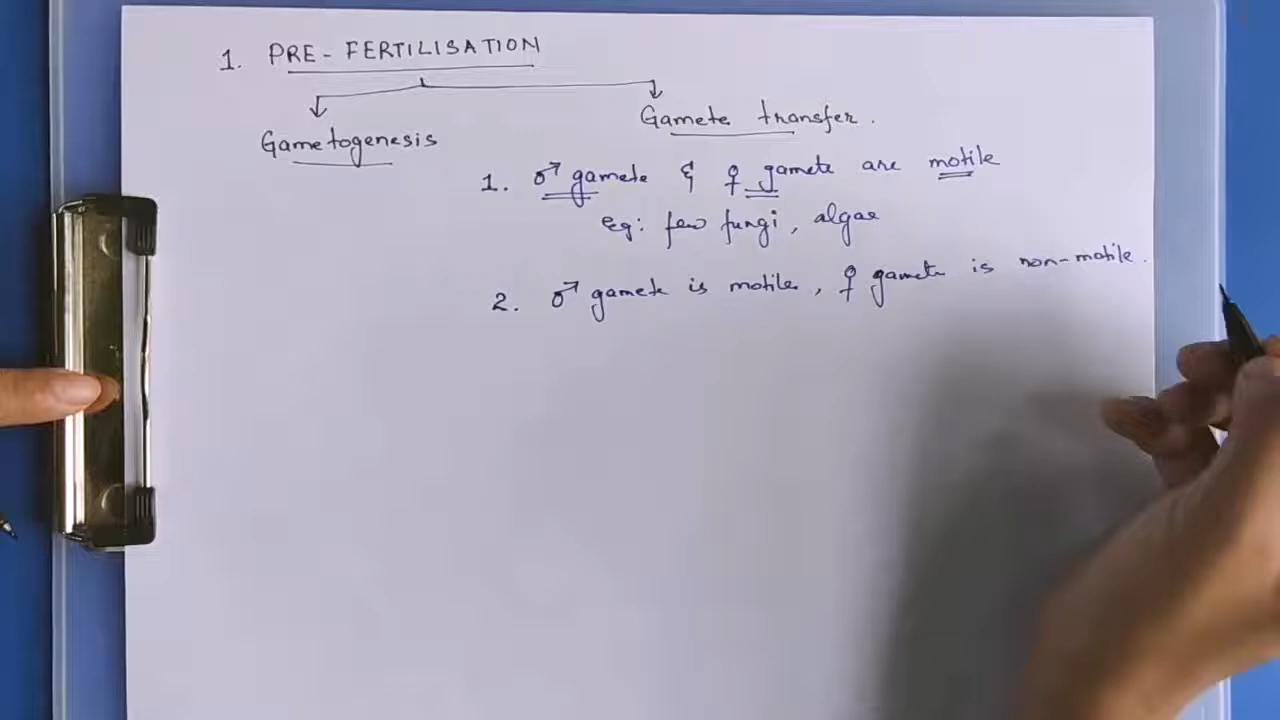 1. PRE-FERTILISATION
Gametogenesis
Gamete transfer.
1. ♂ gamete & ♀ gamete are motile
eg: few fungi, algae
2. ♂ gamete is motile, ♀ gamete is non-motile.